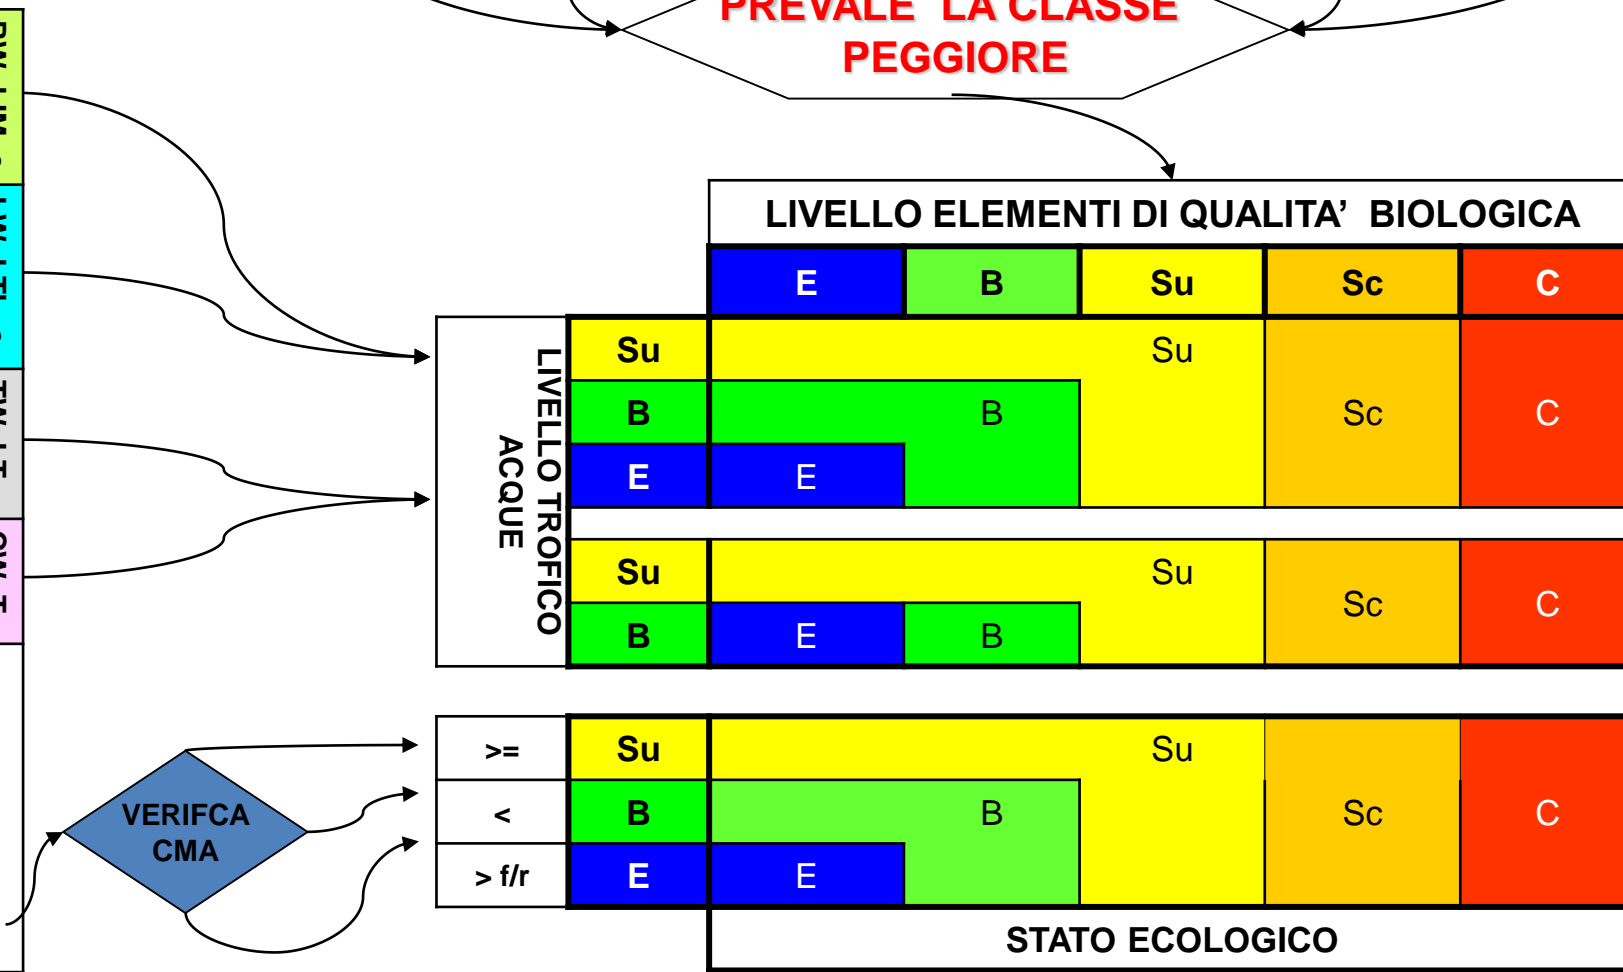 PREVALE LA CLASSE
PEGGIORE
LIVELLO ELEMENTI DI QUALITA’ BIOLOGICA
E B Su Sc C
LIVELLO TROFICO
ACQUE
Su Su
B B Sc C
E E
Su Su
Sc C
B E B
>= Su Su
VERIFCA
CMA
< B B Sc C
> f/r E E
STATO ECOLOGICO